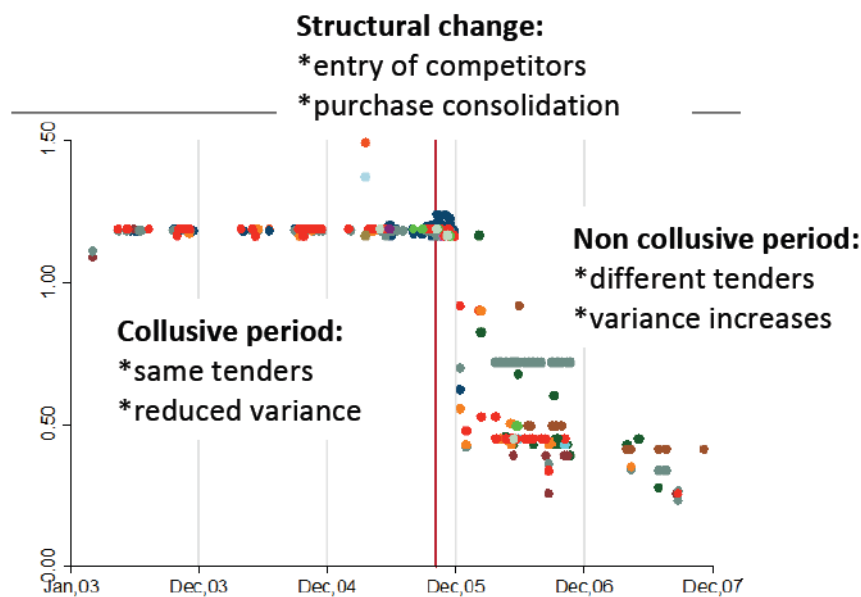 Structural change:
*entry of competitors
*purchase consolidation
1.50
1.00
0.50
0.00
Non collusive period:
*different tenders
*variance increases
Collusive period:
*same tenders
*reduced variance
Jan,03 Dec,03 Dec,04 Dec,05 Dec,06 Dec,07